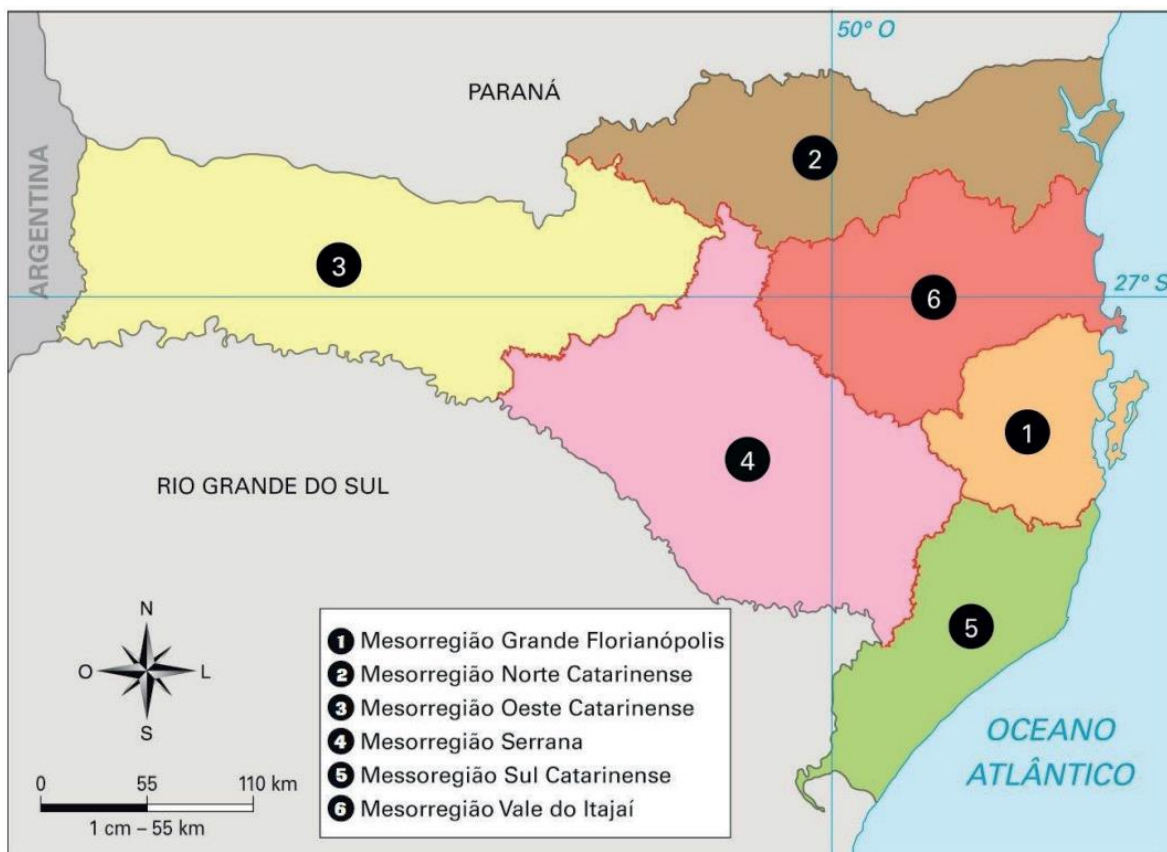 50° O
PARANÁ
2
ARGENTINA
3
27° S
6
1
4
RIO GRANDE DO SUL
5
N
O
L
S
0 55 110 km
1 cm – 55 km
1 Mesorregião Grande Florianópolis
2 Mesorregião Norte Catarinense
3 Mesorregião Oeste Catarinense
4 Mesorregião Serrana
5 Messoregião Sul Catarinense
6 Mesorregião Vale do Itajaí
OCEANO
ATLÂNTICO